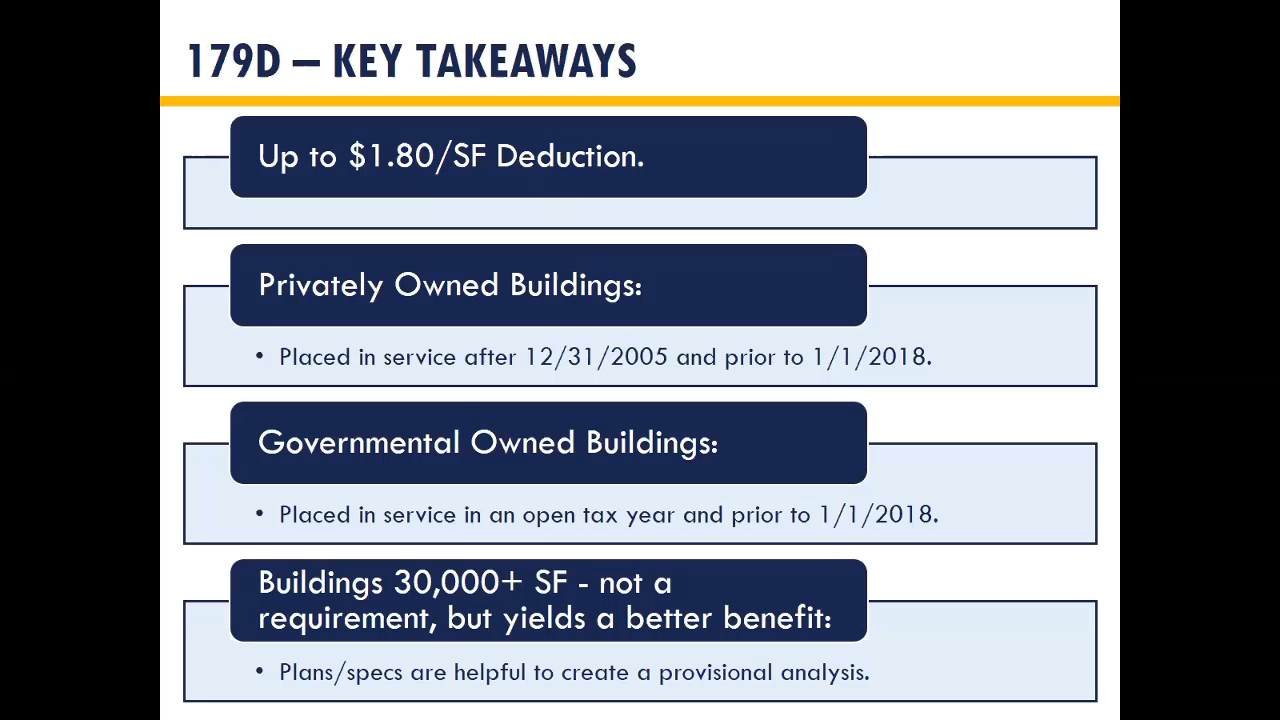 179D – KEY TAKEAWAYS
Up to $1.80/SF Deduction.
Privately Owned Buildings:
• Placed in service after 12/31/2005 and prior to 1/1/2018.
Governmental Owned Buildings:
• Placed in service in an open tax year and prior to 1/1/2018.
Buildings 30,000+ SF - not a
requirement, but yields a better benefit:
• Plans/specs are helpful to create a provisional analysis.